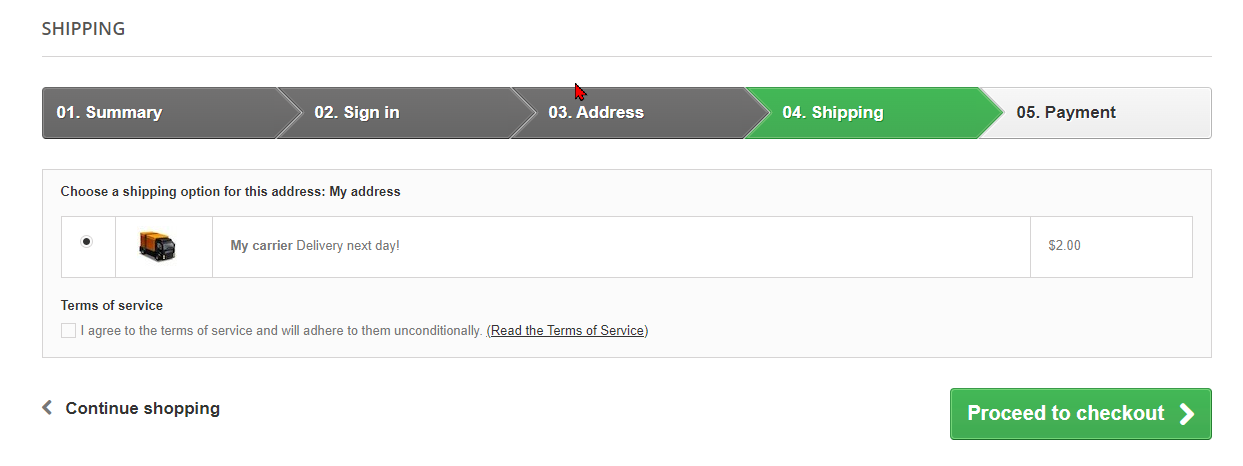 SHIPPING
01. Summary
02. Sign in
03. Address
04. Shipping
05. Payment
Choose a shipping option for this address: My address
My carrier Delivery next day!
$2.00
Terms of service
I agree to the terms of service and will adhere to them unconditionally. (Read the Terms of Service)
Continue shopping
Proceed to checkout